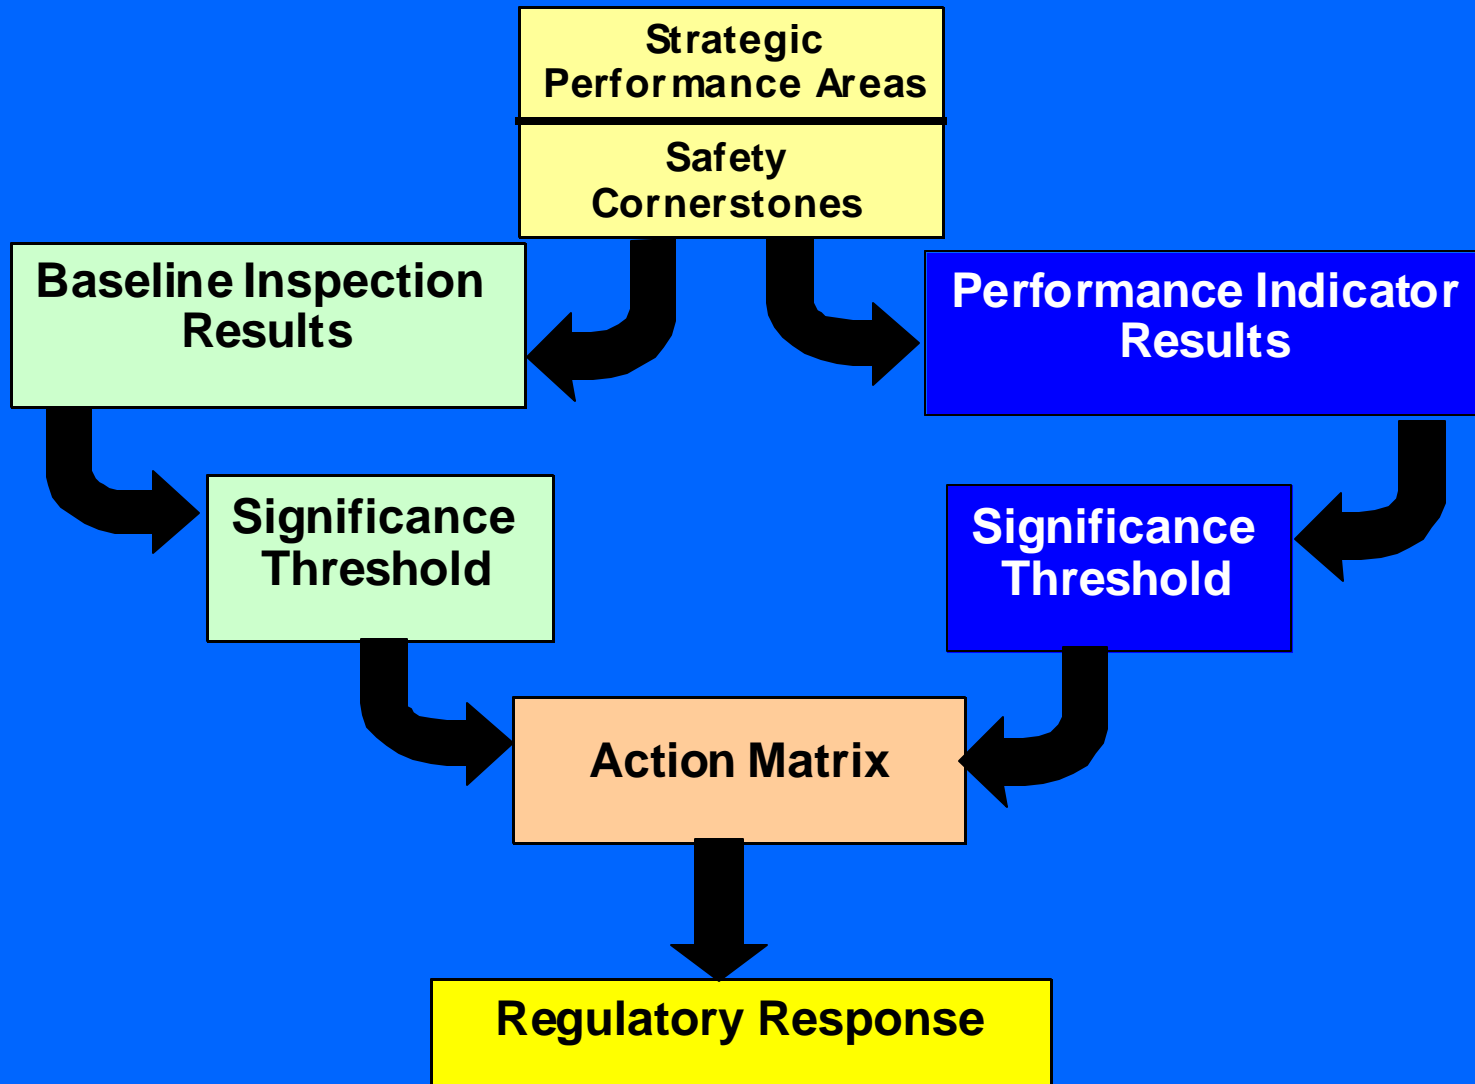 Strategic
Performance Areas
Safety
Cornerstones
Baseline Inspection
Results
Performance Indicator
Results
Significance
Threshold
Significance
Threshold
Action Matrix
Regulatory Response